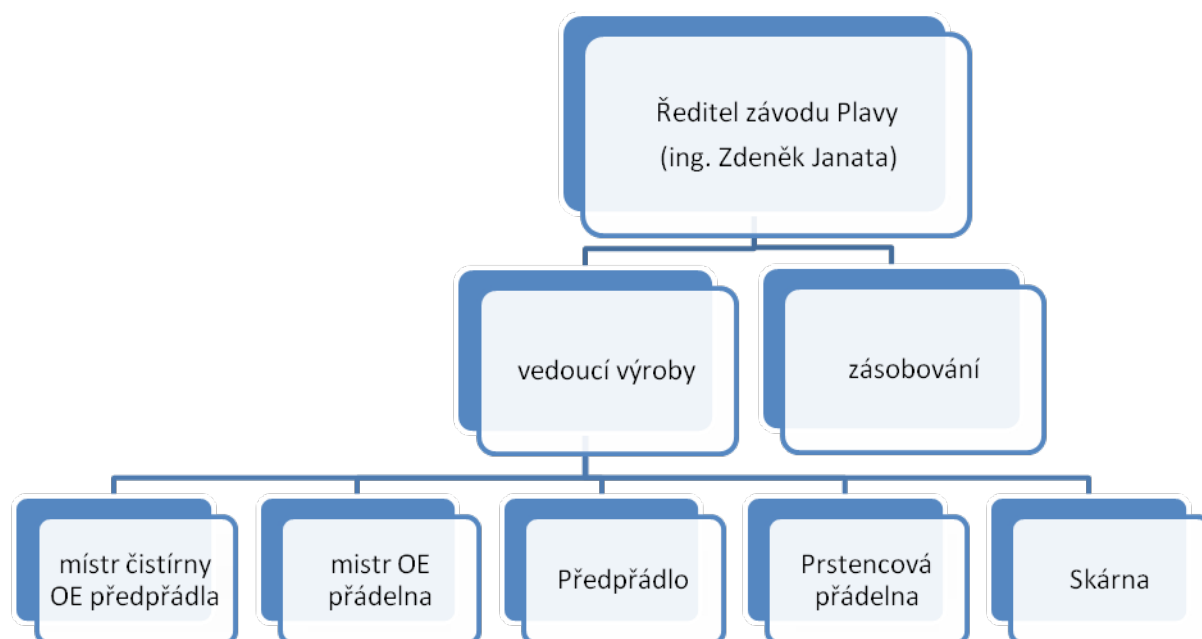 Ředitel závodu Plavy
(ing. Zdeněk Janata)
vedoucí výroby
zásobování
místr čistírny
OE předpřádla
mistr OE
přádelna
Předpřádlo
Prstencová
přádelna
Skárna